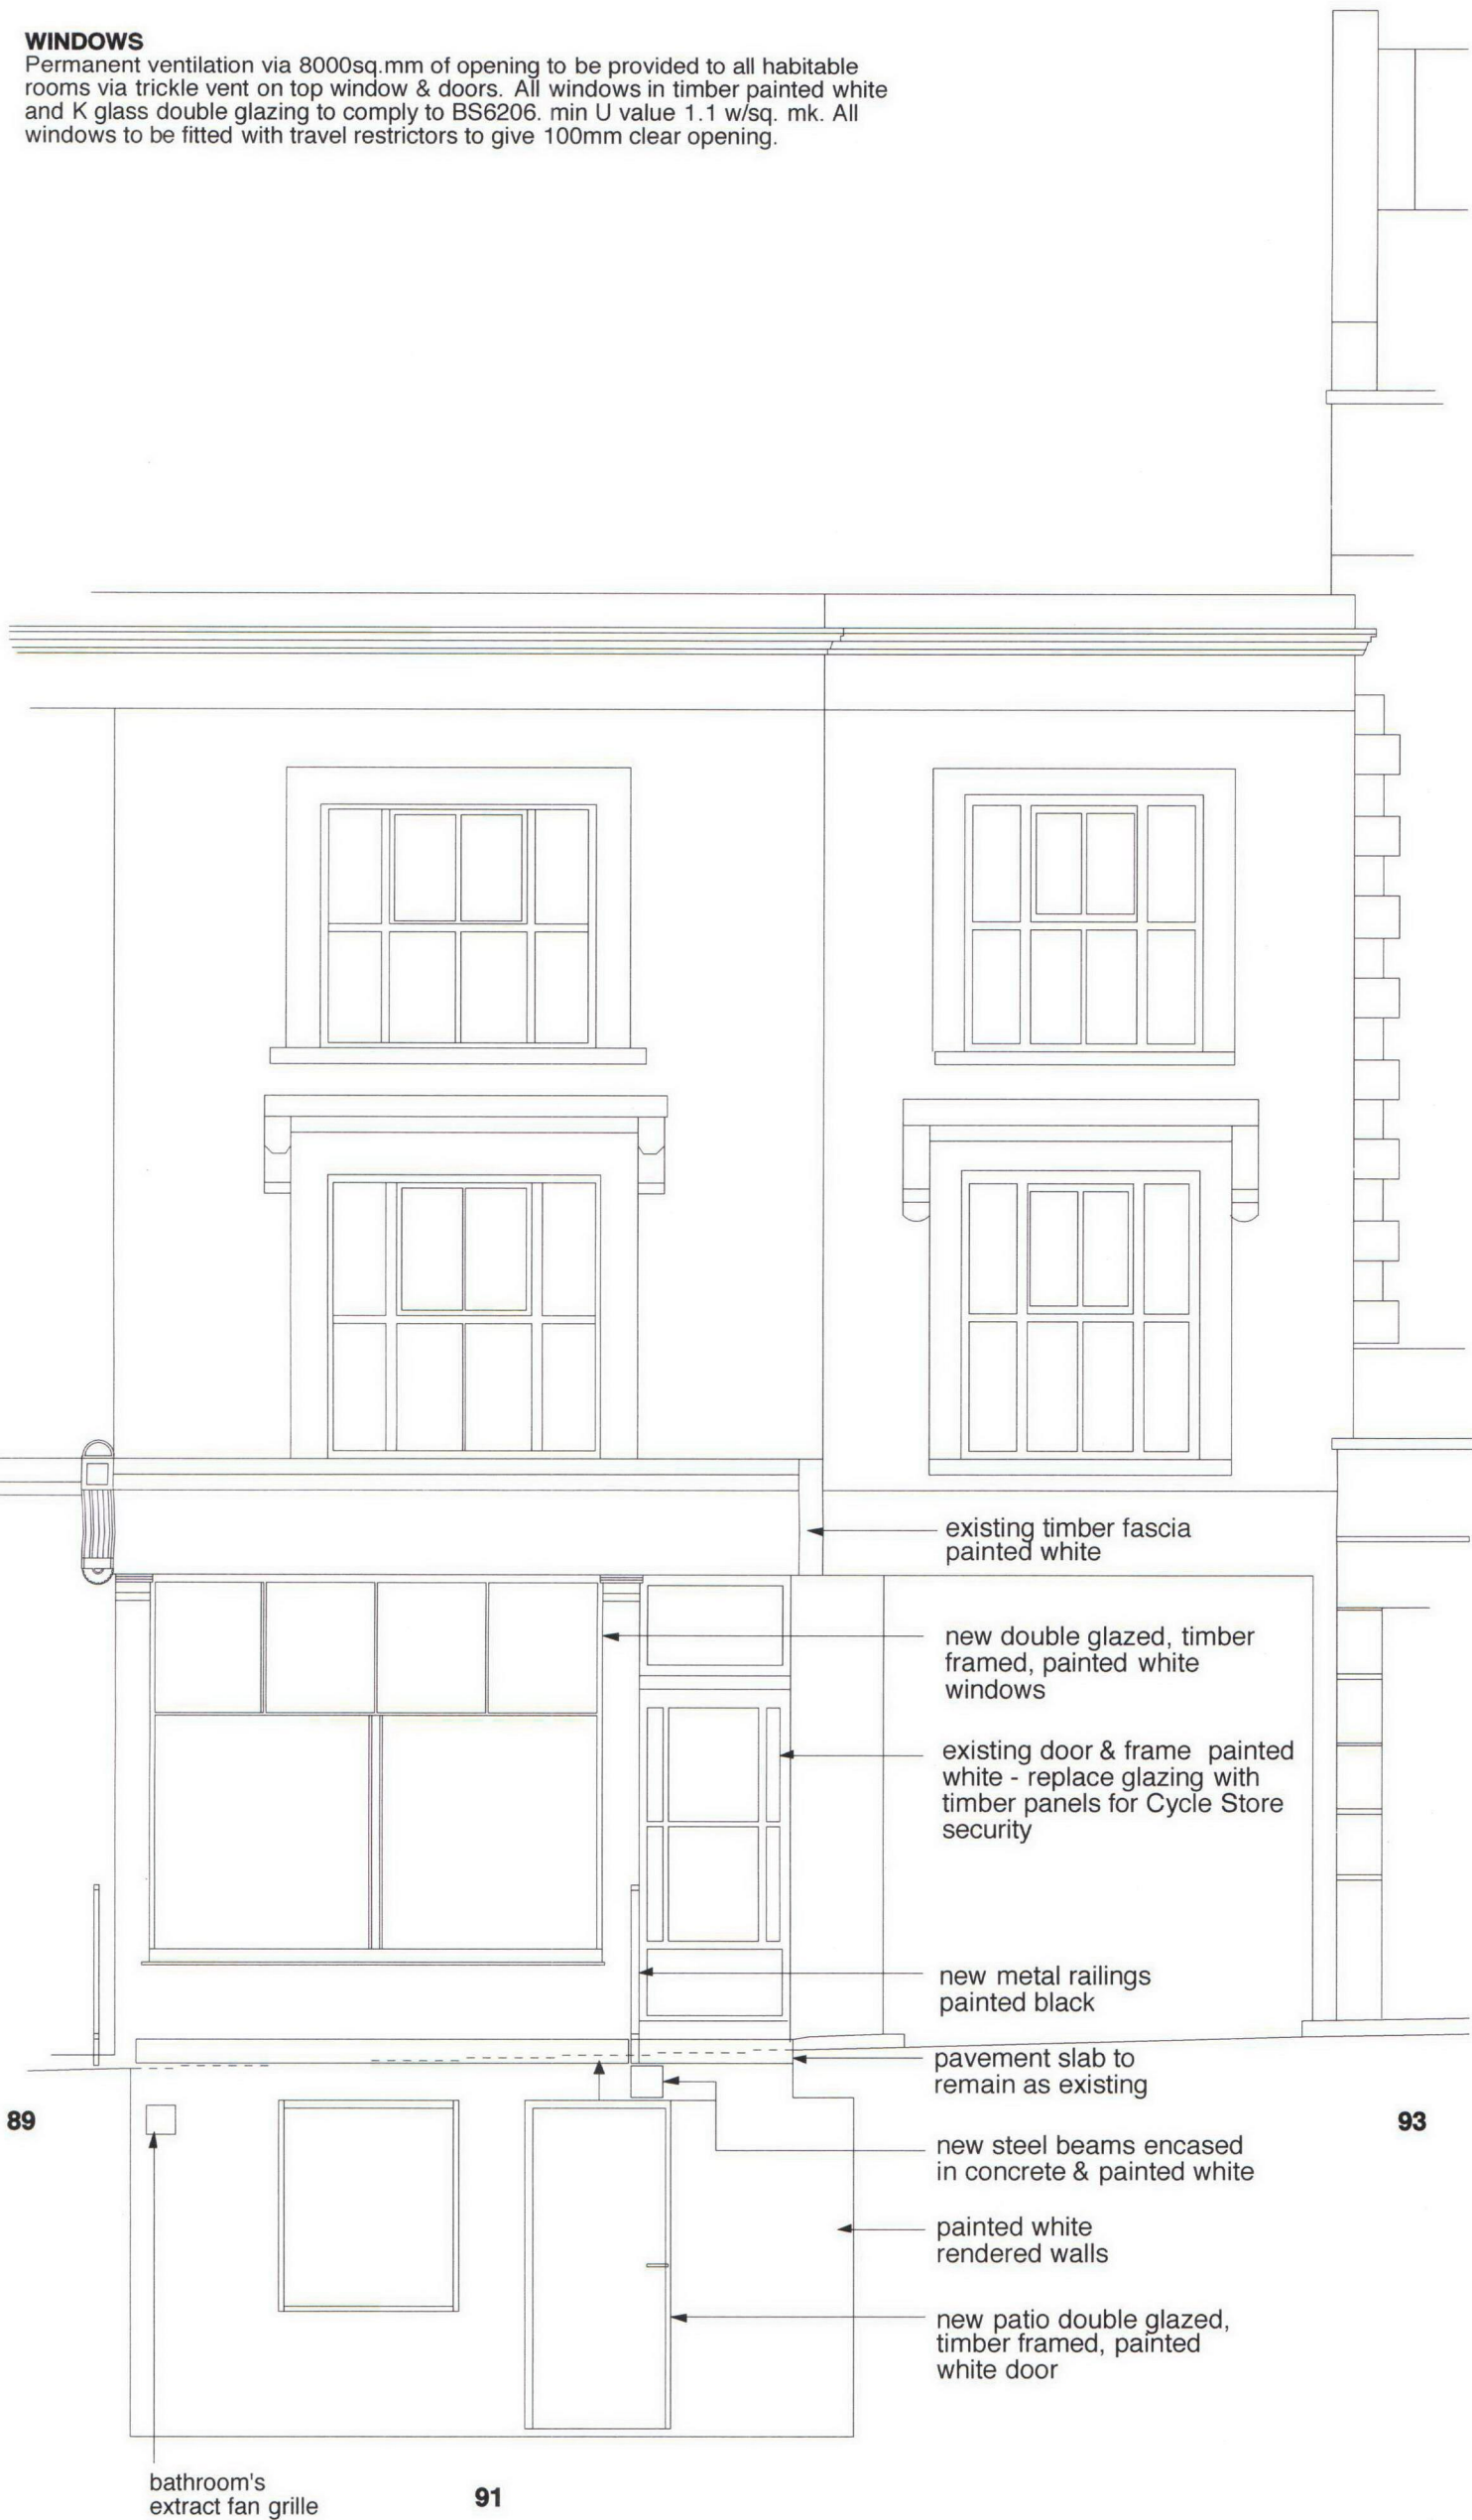 WINDOWS
Permanent ventilation via 8000sq.mm of opening to be provided to all habitable
rooms via trickle vent on top window & doors. All windows in timber painted white
and K glass double glazing to comply to BS6206. min U value 1.1 w/sq. mk. All
windows to be fitted with travel restrictors to give 100mm clear opening.
existing timber fascia
painted white
new double glazed, timber
framed, painted white
windows
existing door & frame painted
white - replace glazing with
timber panels for Cycle Store
security
new metal railings
painted black
pavement slab to
remain as existing
89
93
new steel beams encased
in concrete & painted white
painted white
rendered walls
new patio double glazed,
timber framed, painted
white door
bathroom's
extract fan grille
91